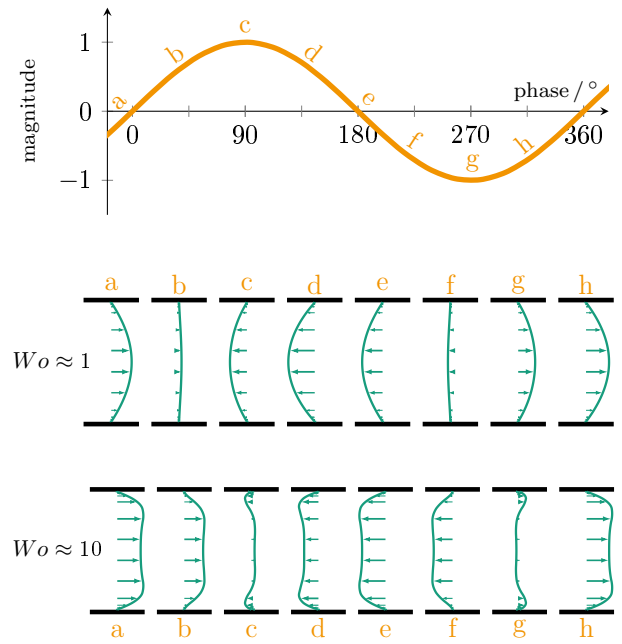 c
b d
1
magnitude
a e phase / °
0
0 90 180 270 360
f h
g
−1
a b c d e f g h
Wo ≈ 1
Wo ≈ 10
a b c d e f g h